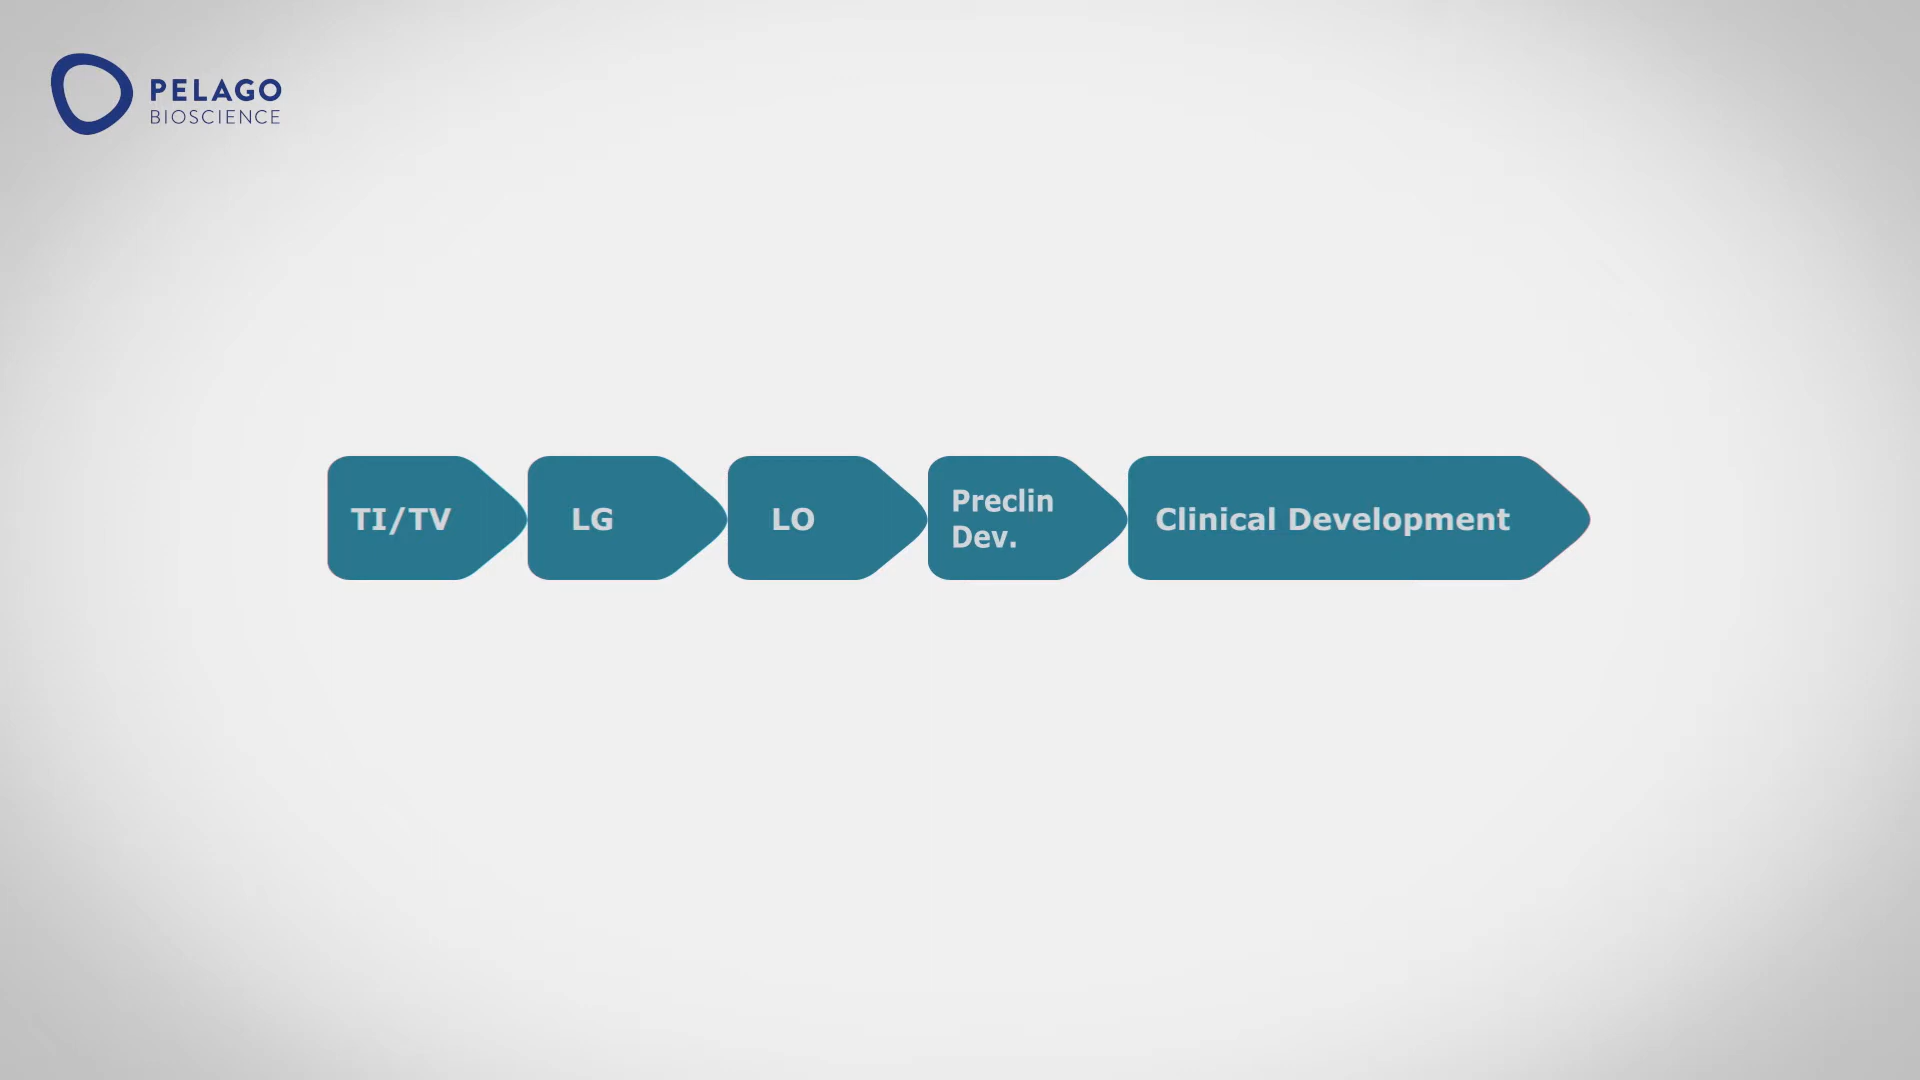 PELAGO
BIOSCIENCE
TI/TV
LG
LO
Preclin
Dev.
Clinical Development